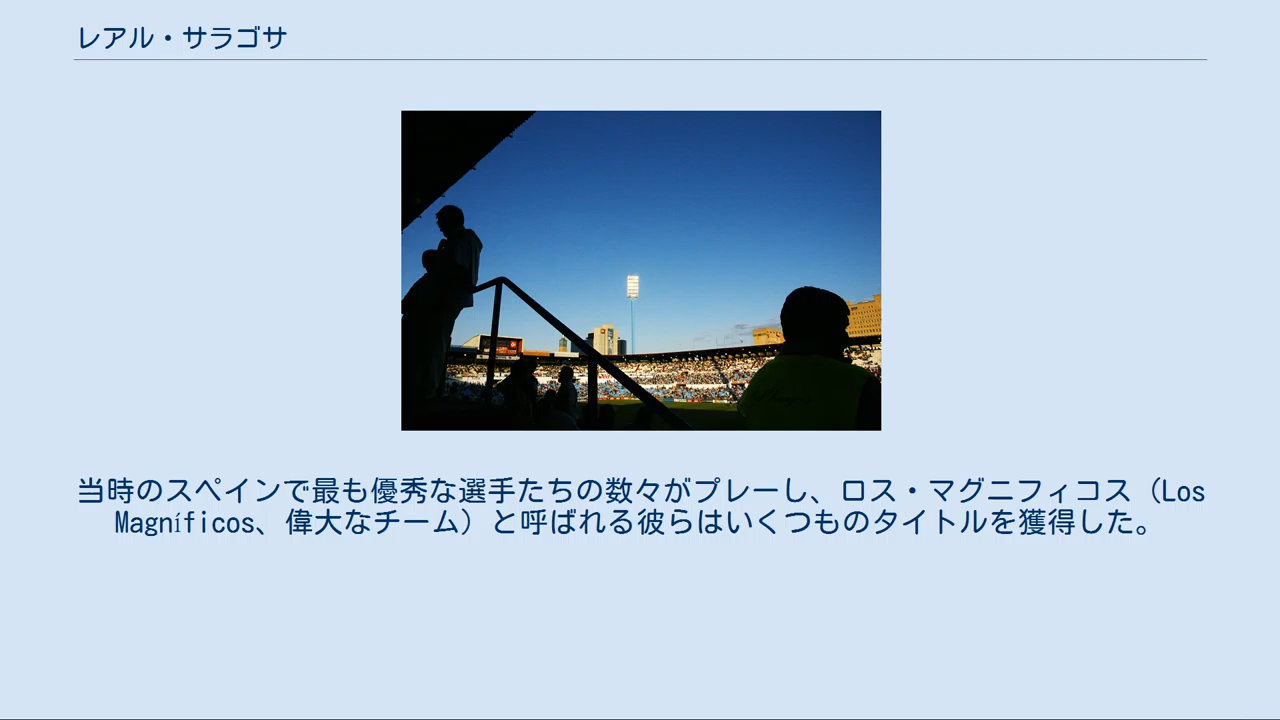 レアル・サラゴサ
当時のスペインで最も優秀な選手たちの数々がプレーし、ロス・マグニフィコス（Los
Magníficos、偉大なチーム）と呼ばれる彼らはいくつものタイトルを獲得した。